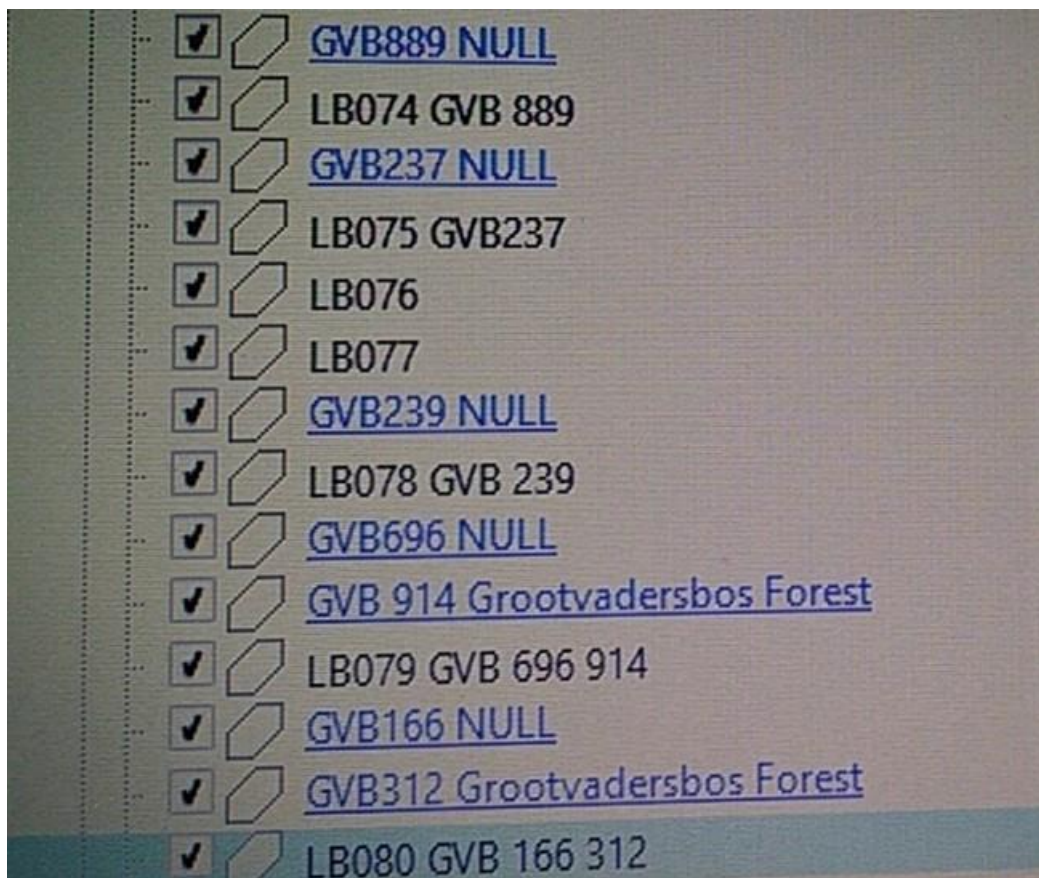 GVB889 NULL
LB074 GVB 889
GVB237 NULL
LB075 GVB237
LB076
LB077
GVB239 NULL
LB078 GVB 239
GVB696 NULL
GVB 914 Grootvadersbos Forest
LB079 GVB 696 914
GVB166 NULL
GVB312 Grootvadersbos Forest
LB080 GVB 166 312